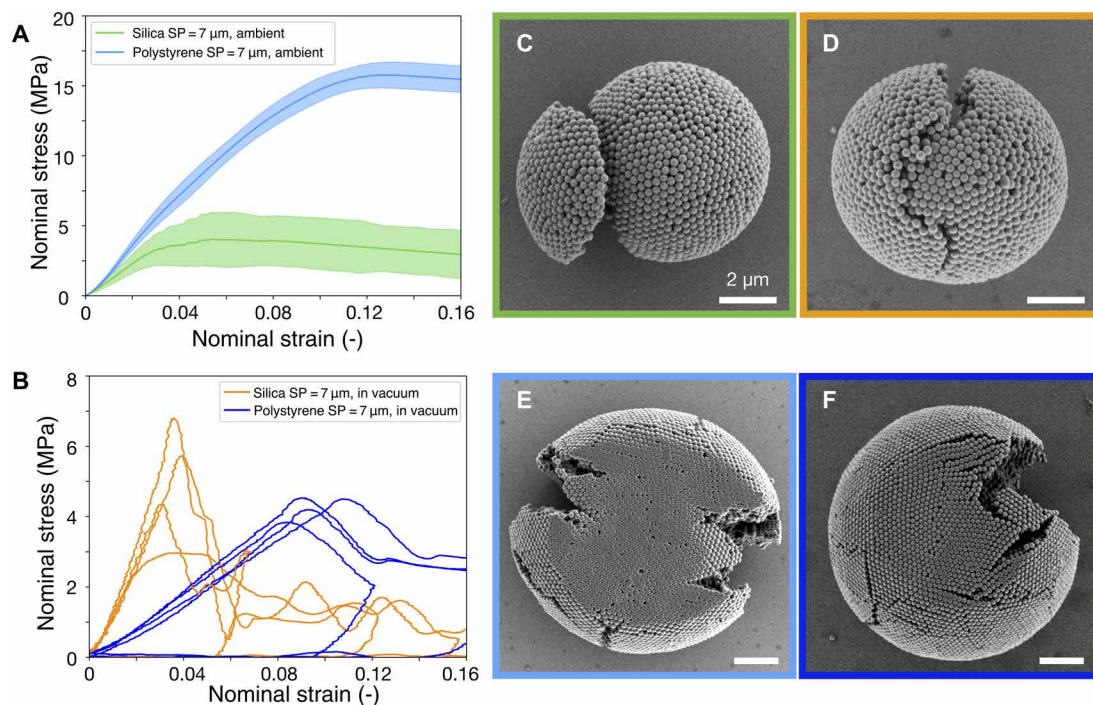 A
20
15
10
5
0
0.04
0.08
0.12
0.16
Nominal stress (MPa)
Nominal strain (-)
Silica SP = 7 µm, ambient
Polystyrene SP = 7 µm, ambient
C
2 µm
D
B
8
6
4
2
0
0
0.04
0.08
0.12
0.16
Nominal stress (MPa)
Nominal strain (-)
Silica SP = 7 µm, in vacuum
Polystyrene SP = 7 µm, in vacuum
E
F